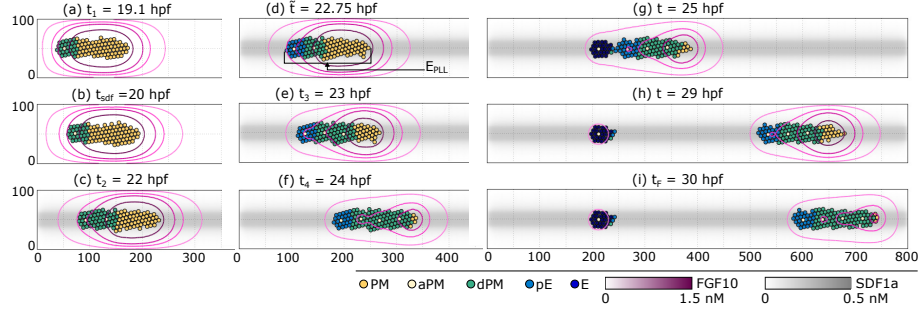 (a) t1 = 19.1 hpf
100
0
(b) tsdf =20 hpf
(c) t2 = 22 hpf
100
0
0 100 200 300
(d) t̃ = 22.75 hpf
EPLL
(e) t3 = 23 hpf
(f) t4 = 24 hpf
0 100 200 300 400
(g) t = 25 hpf
(h) t = 29 hpf
(i) tF = 30 hpf
0 100 200 300 400 500 600 700 800
PM aPM dPM pE E
FGF10
0 1.5 nM
SDF1a
0 0.5 nM